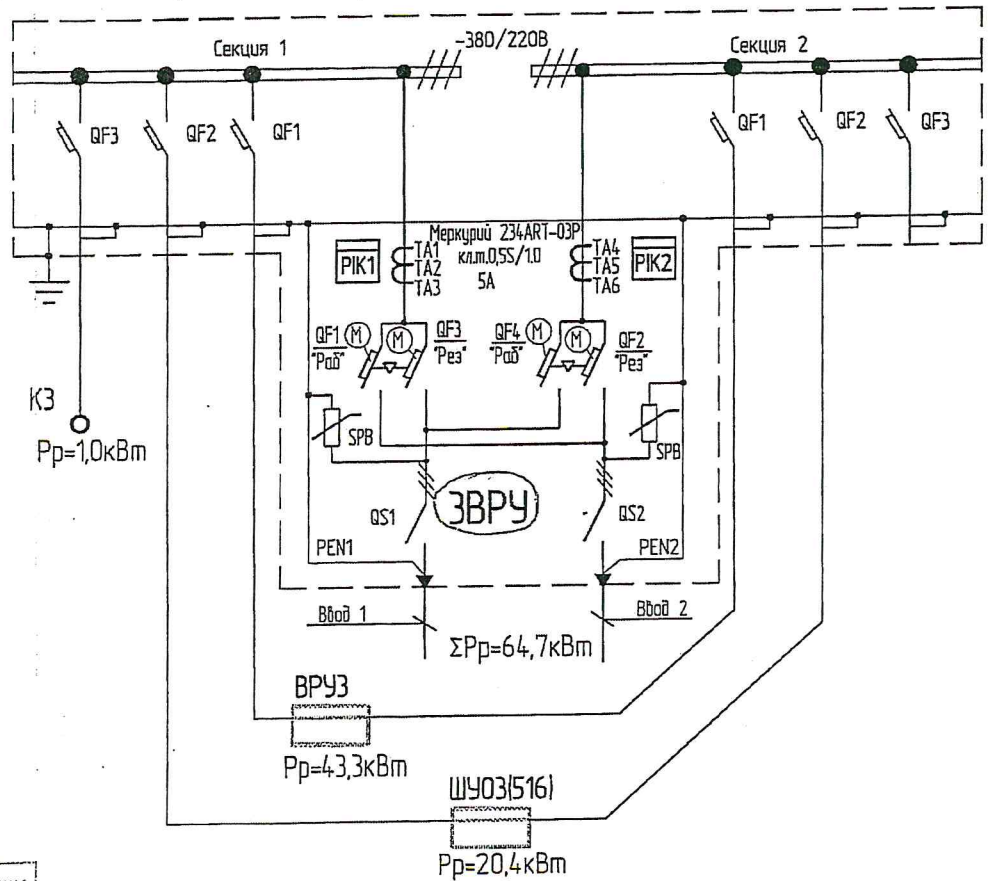 Секция 1
~380/220В
Секция 2
QF3
QF2
QF1
QF1
QF2
QF3
Меркурий 234ART-03P
кл.т.0,5S/1.0
5А
PIK1
TA1
TA2
TA3
TA4
TA5
TA6
PIK2
QF1
"Раб"
М
М
QF3
"Рез"
QF4
"Раб"
М
М
QF2
"Рез"
К3
Рр=1,0кВт
SPB
SPB
QS1
3ВРУ
QS2
PEN1
PEN2
Ввод 1
Ввод 2
ΣРр=64,7кВт
ВРУ3
Рр=43,3кВт
ШУО3(516)
Рр=20,4кВт